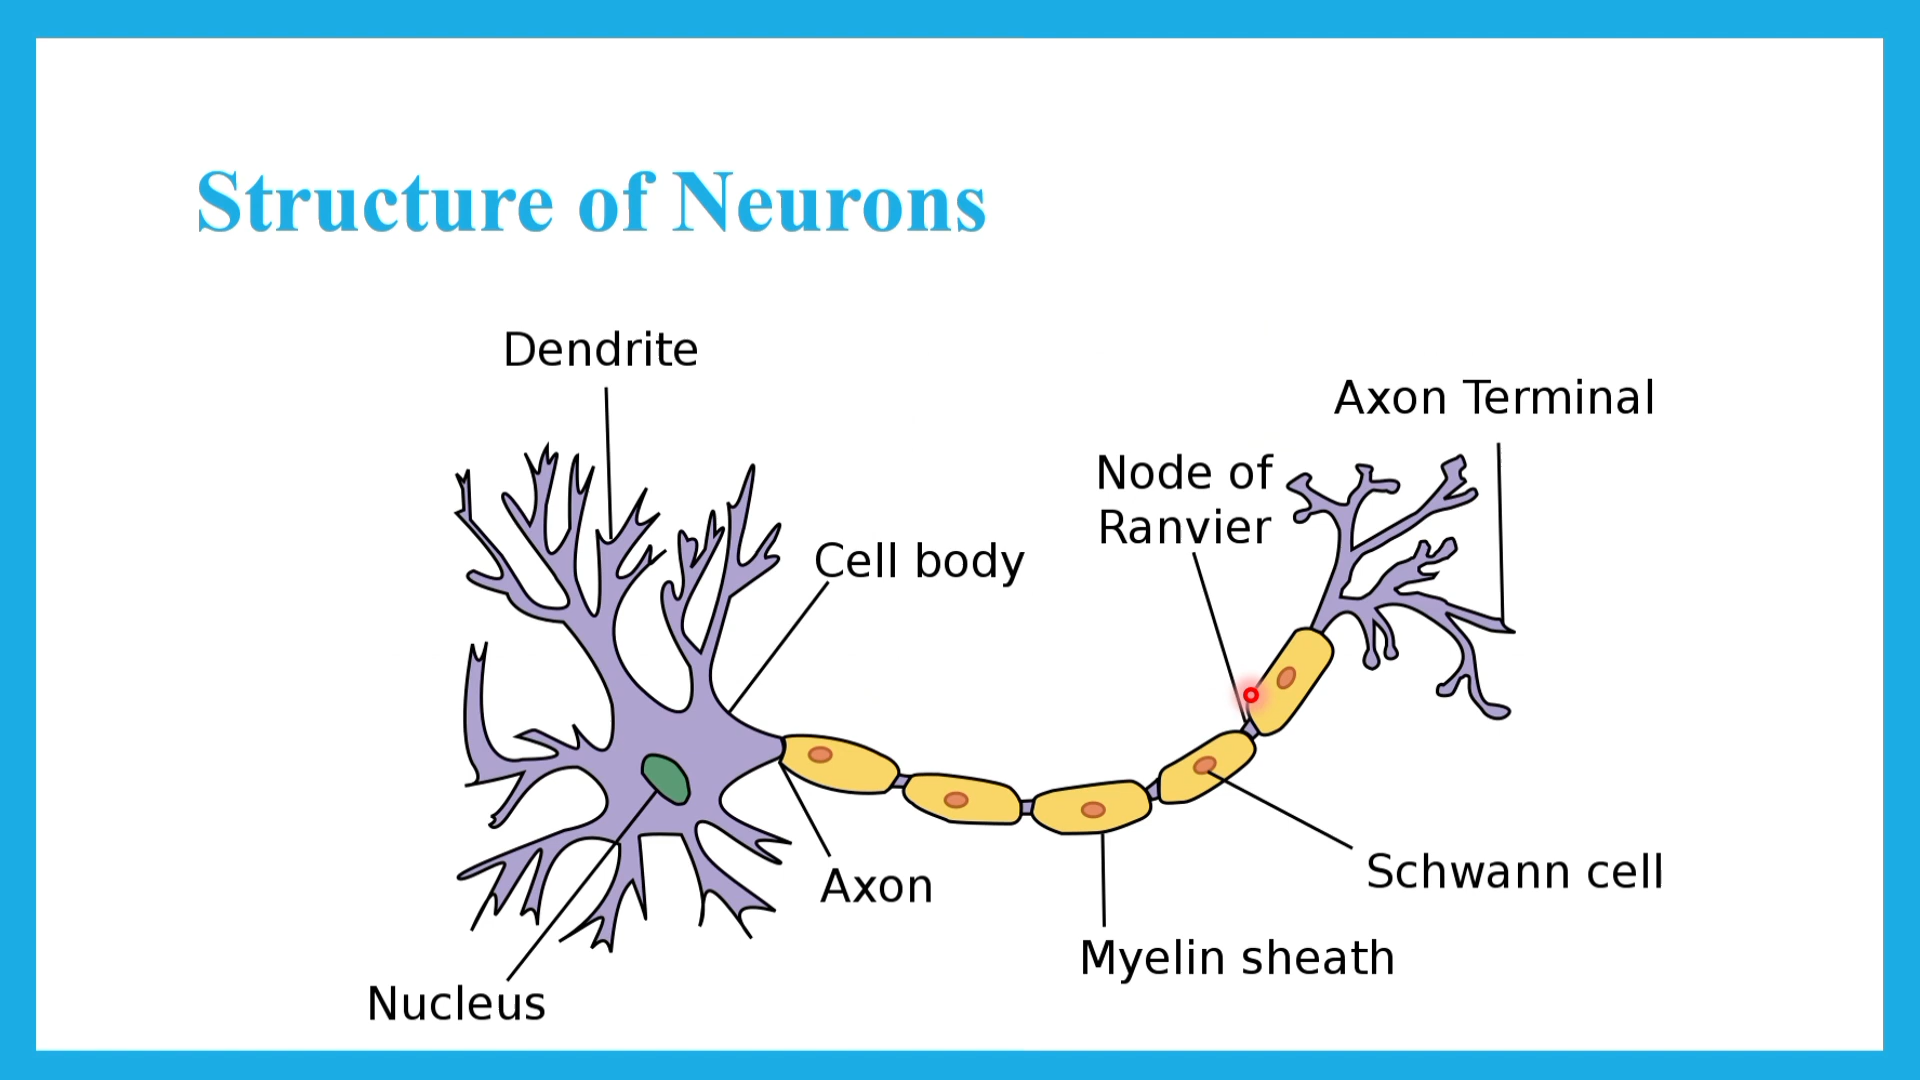 Structure of Neurons
Dendrite
Axon Terminal
Node of
Ranvier
Cell body
Axon
Schwann cell
Myelin sheath
Nucleus